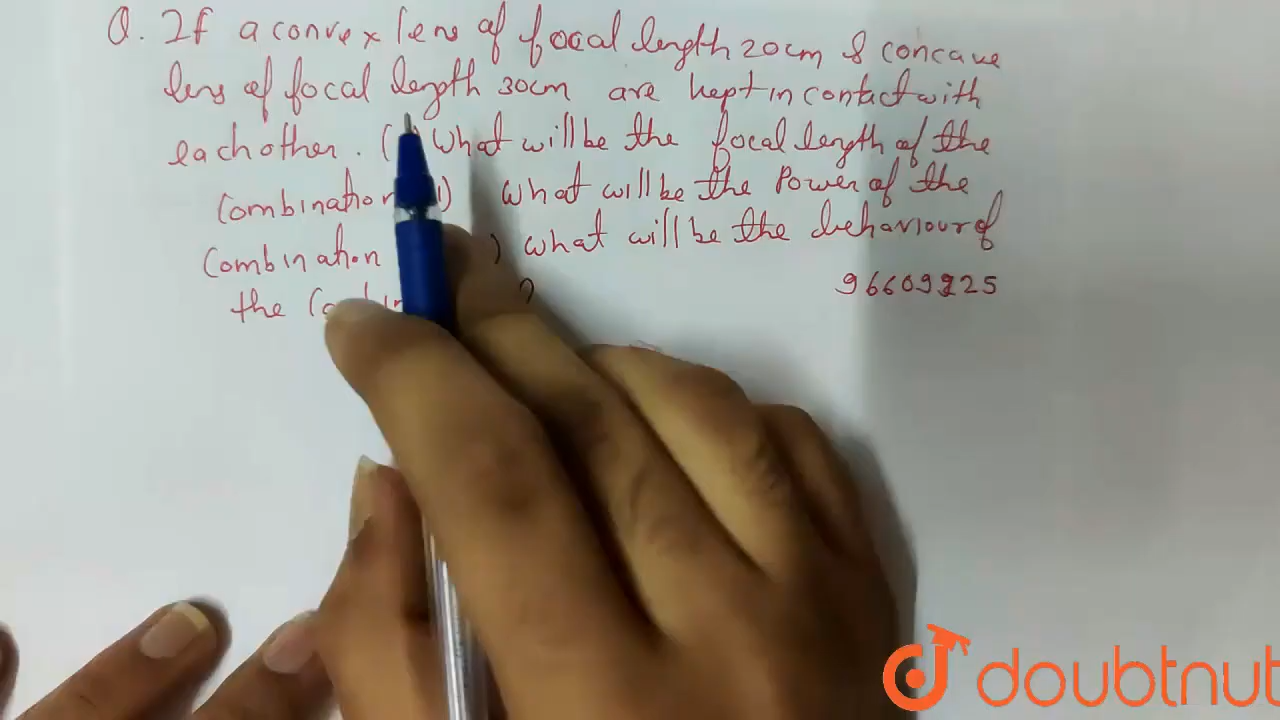 Q. If a convex lens of focal length 20cm & concave
lens of focal length 30cm are kept in contact with
each other. ( ) What will be the focal length of the
Combination ) what will be the Power of the
Combination ) what will be the behaviour of
the ?
96609225
doubtnut